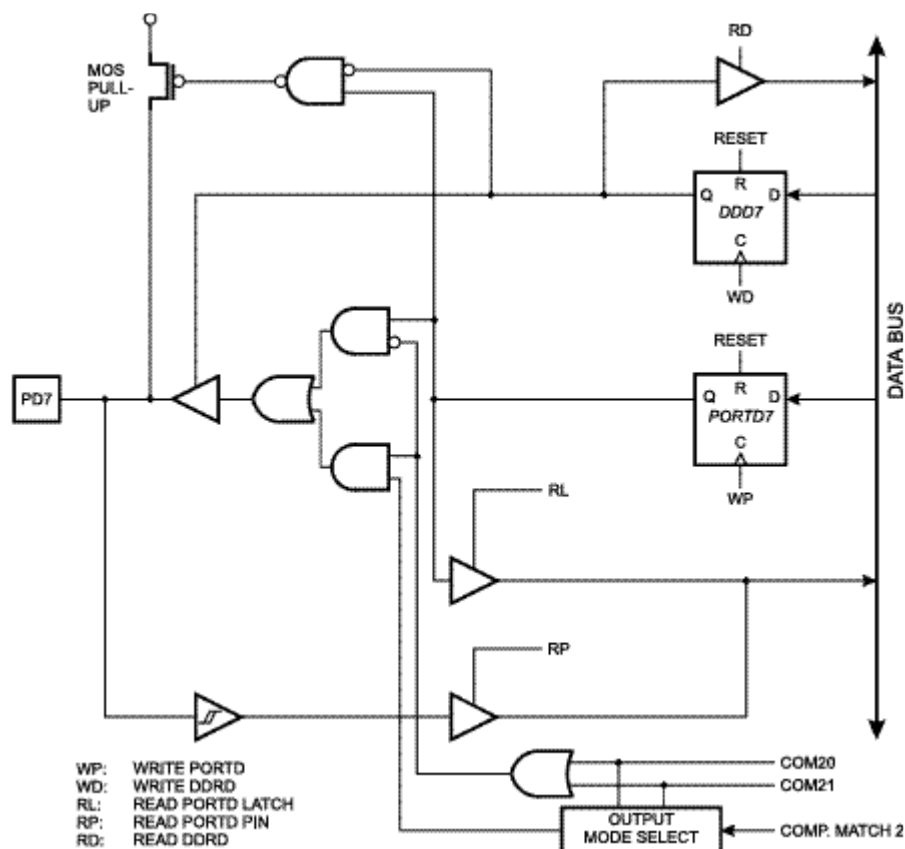 RD
MOS
PULL-
UP
RESET
R
Q
D
DDD7
C
WD
DATA BUS
RESET
R
PD7
Q
D
PORTD7
C
WP
RL
RP
WP: WRITE PORTD
WD: WRITE DDRD
RL: READ PORTD LATCH
RP: READ PORTD PIN
RD: READ DDRD
COM20
COM21
OUTPUT
MODE SELECT
COMP. MATCH 2